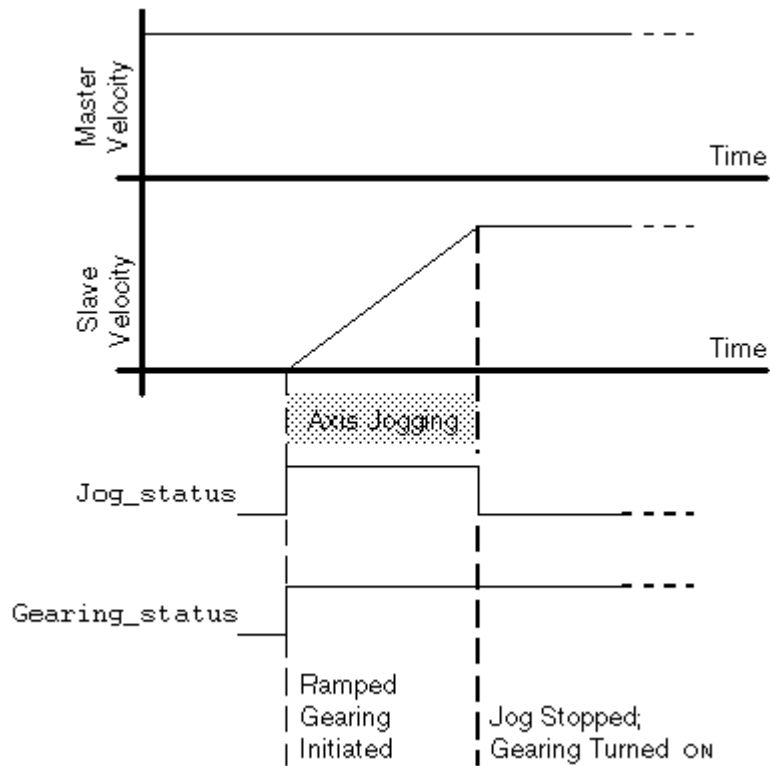 Master
Velocity
Time
Slave
Velocity
Time
Axis Jogging
Jog_status
Gearing_status
Ramped
Gearing
Initiated
Jog Stopped;
Gearing Turned ON